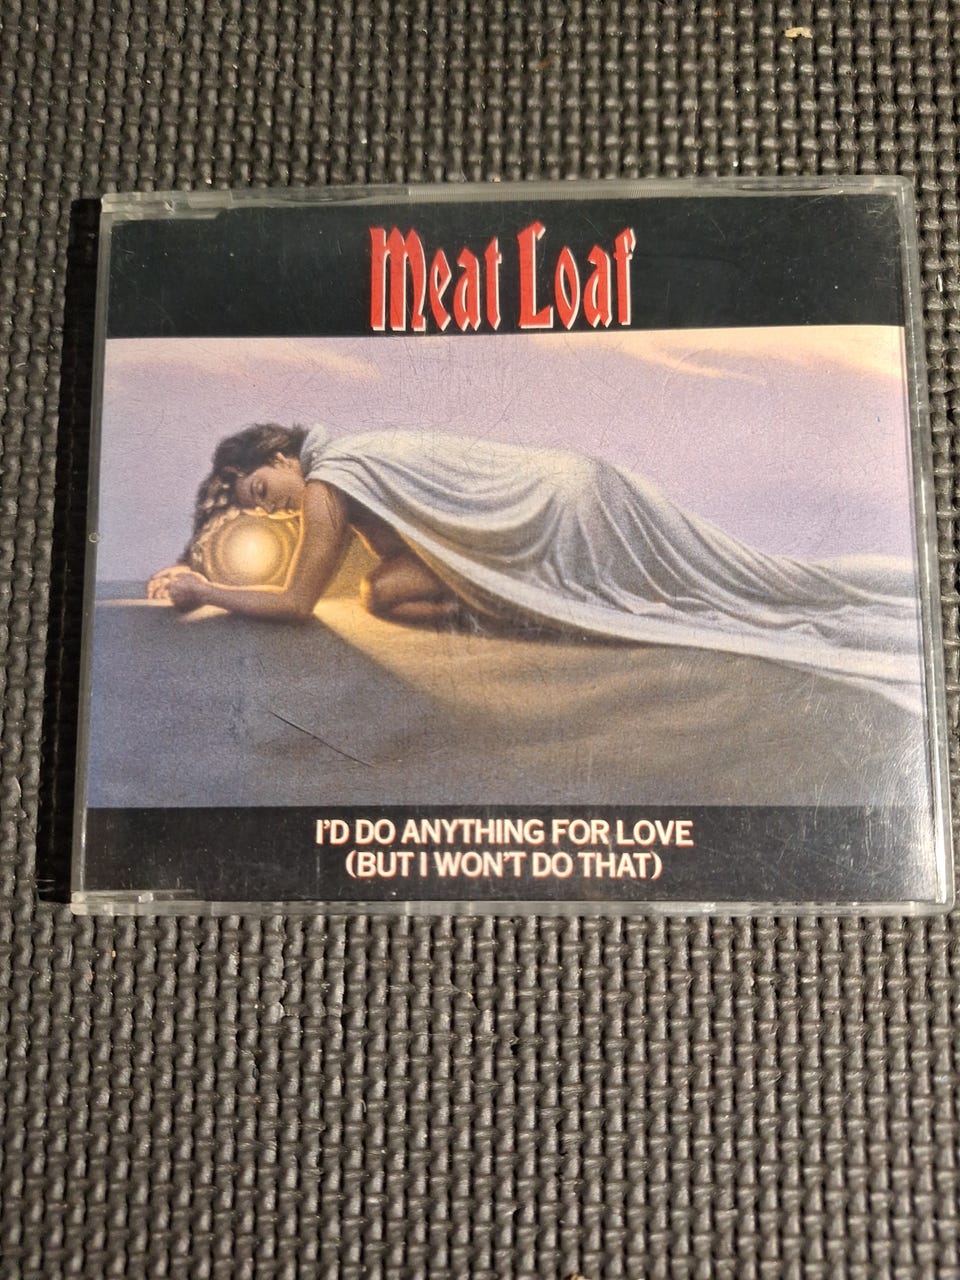 Meat Loaf
I'D DO ANYTHING FOR LOVE
(BUT I WON'T DO THAT)